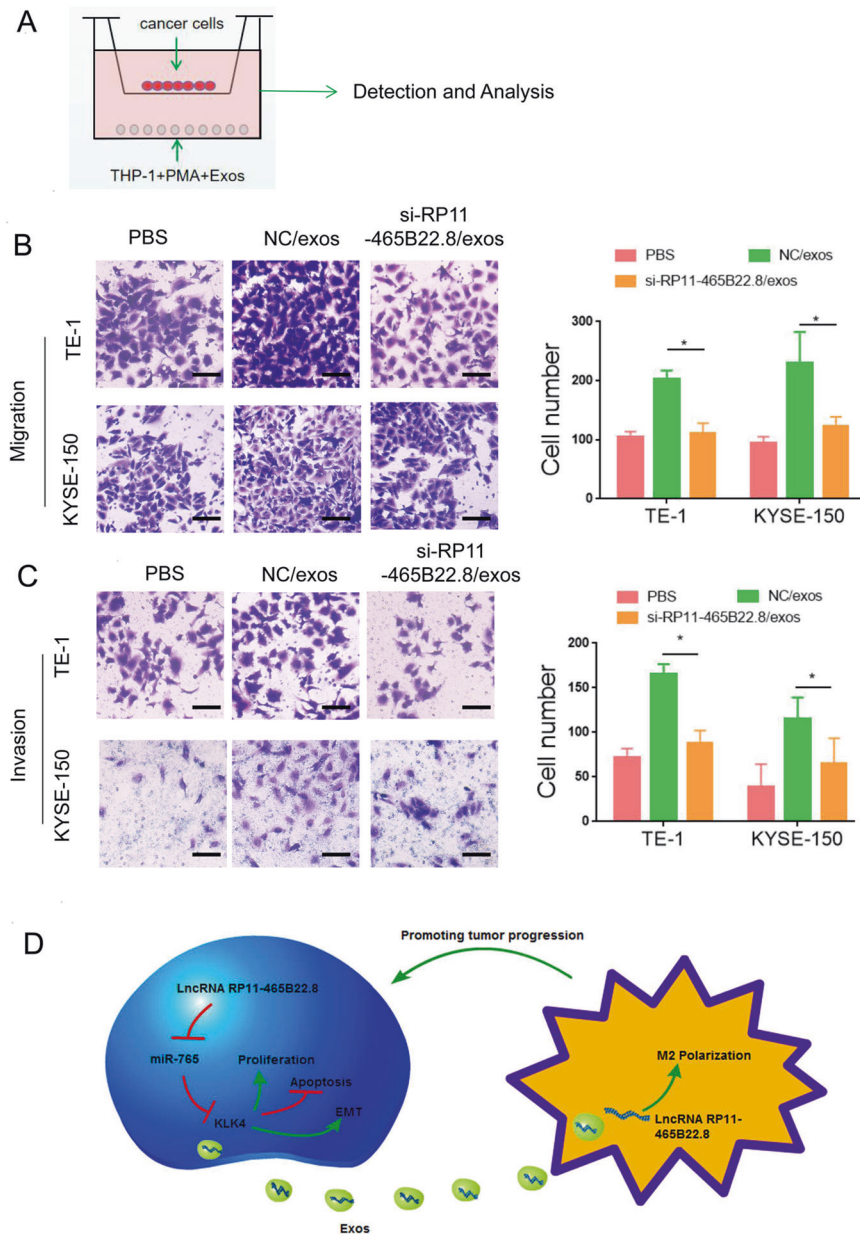 A
cancer cells
Detection and Analysis
THP-1+PMA+Exos
B
PBS
NC/exos
si-RP11
-465B22.8/exos
Migration
TE-1
KYSE-150
PBS
NC/exos
si-RP11-465B22.8/exos
Cell number
300
200
100
0
*
*
TE-1
KYSE-150
C
PBS
NC/exos
si-RP11
-465B22.8/exos
Invasion
TE-1
KYSE-150
PBS
NC/exos
si-RP11-465B22.8/exos
Cell number
200
150
100
50
0
*
*
TE-1
KYSE-150
D
Promoting tumor progression
LncRNA RP11-465B22.8
miR-765
Proliferation
Apoptosis
KLK4
EMT
M2 Polarization
LncRNA RP11-
465B22.8
Exos